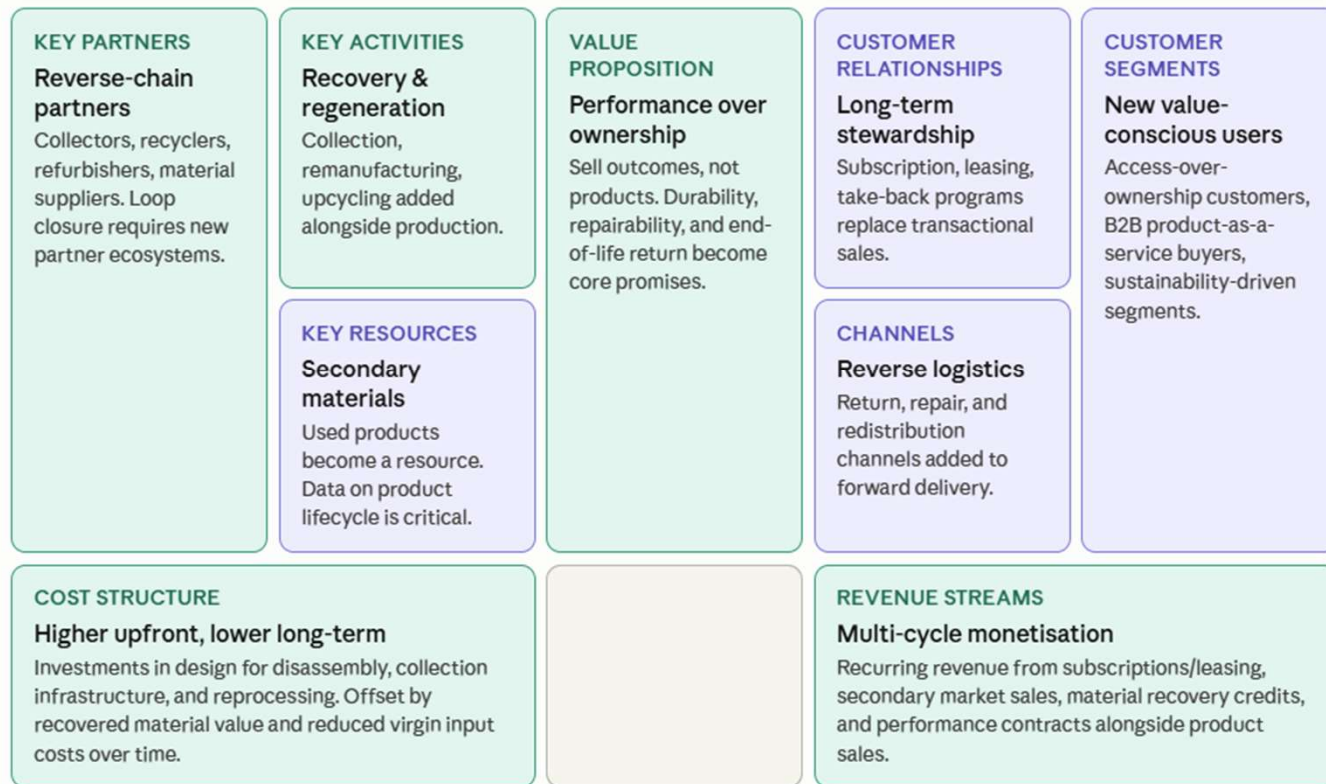 KEY PARTNERS
Reverse-chain
partners
Collectors, recyclers,
refurbishers, material
suppliers. Loop
closure requires new
partner ecosystems.
KEY ACTIVITIES
Recovery &
regeneration
Collection,
remanufacturing,
upcycling added
alongside production.
KEY RESOURCES
Secondary
materials
Used products
become a resource.
Data on product
lifecycle is critical.
VALUE
PROPOSITION
Performance over
ownership
Sell outcomes, not
products. Durability,
repairability, and end-
of-life return become
core promises.
CUSTOMER
RELATIONSHIPS
Long-term
stewardship
Subscription, leasing,
take-back programs
replace transactional
sales.
CHANNELS
Reverse logistics
Return, repair, and
redistribution
channels added to
forward delivery.
CUSTOMER
SEGMENTS
New value-
conscious users
Access-over-
ownership customers,
B2B product-as-a-
service buyers,
sustainability-driven
segments.
COST STRUCTURE
Higher upfront, lower long-term
Investments in design for disassembly, collection
infrastructure, and reprocessing. Offset by
recovered material value and reduced virgin input
costs over time.
REVENUE STREAMS
Multi-cycle monetisation
Recurring revenue from subscriptions/leasing,
secondary market sales, material recovery credits,
and performance contracts alongside product
sales.